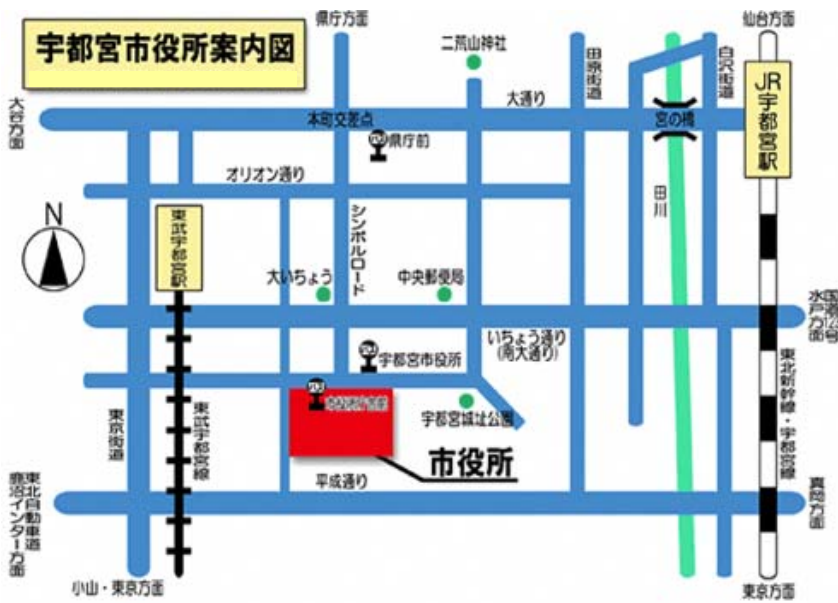 宇都宮市役所案内図
県庁方面
二荒山神社
田原街道
白沢街道
仙台方面
大谷方面
大通り
本町交差点
宮の橋
JR宇都宮駅
県庁前
オリオン通り
田川
N
東武宇都宮駅
シンボルロード
大いちょう
中央郵便局
国道123号
水戸方面
いちょう通り
(南大通り)
宇都宮市役所
市役所庁舎前
宇都宮城址公園
東京街道
東武宇都宮線
東北新幹線・宇都宮線
市役所
平成通り
東北自動車道
鹿沼インター方面
真岡方面
小山・東京方面
東京方面